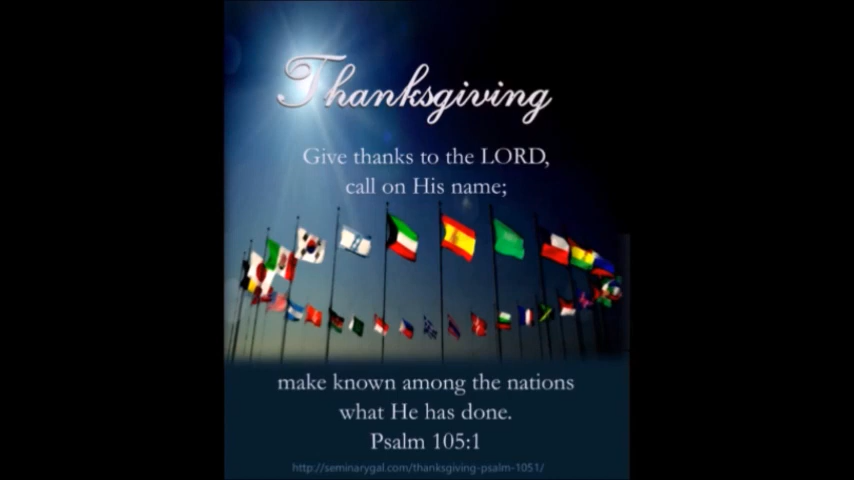 Thanksgiving
Give thanks to the LORD,
call on His name;
make known among the nations
what He has done.
Psalm 105:1
http://seminarygal.com/thanksgiving-psalm-1051/